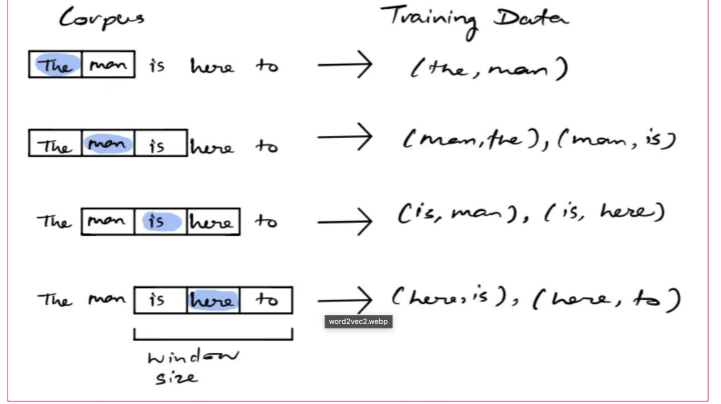 Corpus Training Data
The man is here to → (the, man)
The man is here to → (man, the), (man, is)
The man is here to → (is, man), (is, here)
The man is here to → (here, is), (here, to)
word2vec2.webp
window
size